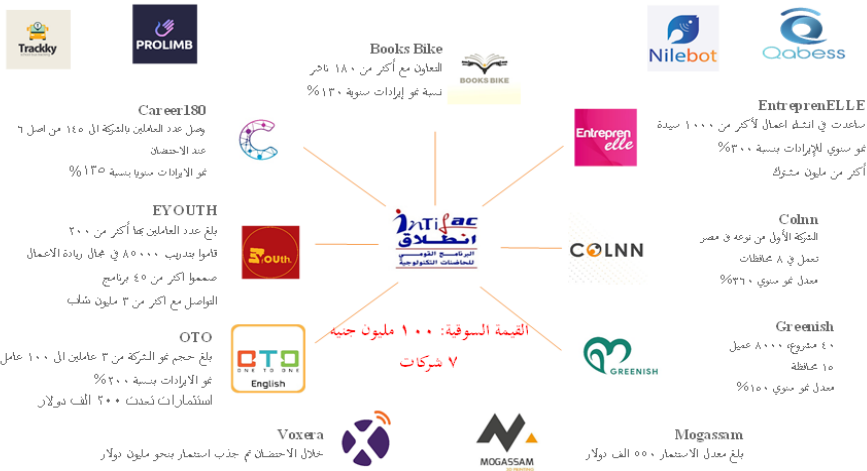 Trackky
PROLIMB
Nilebot
Qabess
Books Bike
التعاون مع أكثر من ١٨٠ ناشر
نسبة نمو إيرادات سنوية ١٣٠%
BOOKS BIKE
Career180
وصل عدد العاملين بالشركة الى ١٤٥ من اصل ٦
عند الاحتضان
نمو الايرادات سنويا بنسبة ١٣٥%
EntreprenELLE
ساعدت في انشاء اعمال لأكثر من ١٠٠٠ سيدة
نمو سنوي للإيرادات بنسبة ٣٠٠%
أكثر من مليون مشترك
Entrepren
elle
EYOUTH
بلغ عدد العاملين بها أكثر من ٢٠٠
قاموا بتدريب ٨٥٠٠٠ في مجال ريادة الاعمال
صمموا اكثر من ٤٥ برنامج
التواصل مع اكثر من ٣ مليون شاب
EYouth
intilac
انطلاق
البرنامج القومي
للحاضنات التكنولوجية
COLNN
Colnn
الشركة الأول من نوعه في مصر
تعمل في ٨ محافظات
معدل نمو سنوي ٣٦٠%
القيمة السوقية: ١٠٠ مليون جنيه
٧ شركات
OTO
بلغ حجم نمو الشركة من ٣ عاملين الى ١٠٠ عامل
نمو الايرادات بنسبة ٢٠٠%
استثمارات تعدت ٢٠٠ الف دولار
OTO
ONE TO ONE
English
GREENISH
Greenish
٤٠ مشروع، ٨٠٠٠ عميل
١٥ محافظة
معدل نمو سنوي ١٥٠%
Voxera
خلال الاحتضان تم جذب استثمار بنحو مليون دولار
MOGASSAM
3D PRINTING
Mogassam
بلغ معدل الاستثمار ٥٥٠ الف دولار